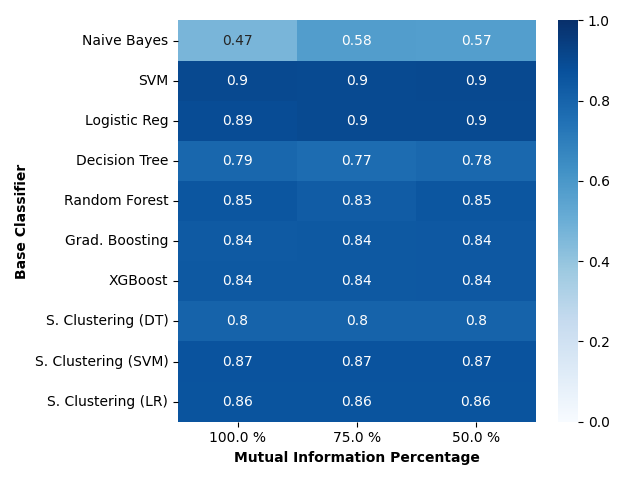 Base Classifier
Naive Bayes 0.47 0.58 0.57
SVM 0.9 0.9 0.9
Logistic Reg 0.89 0.9 0.9
Decision Tree 0.79 0.77 0.78
Random Forest 0.85 0.83 0.85
Grad. Boosting 0.84 0.84 0.84
XGBoost 0.84 0.84 0.84
S. Clustering (DT) 0.8 0.8 0.8
S. Clustering (SVM) 0.87 0.87 0.87
S. Clustering (LR) 0.86 0.86 0.86
100.0 % 75.0 % 50.0 %
Mutual Information Percentage
1.0
0.8
0.6
0.4
0.2
0.0